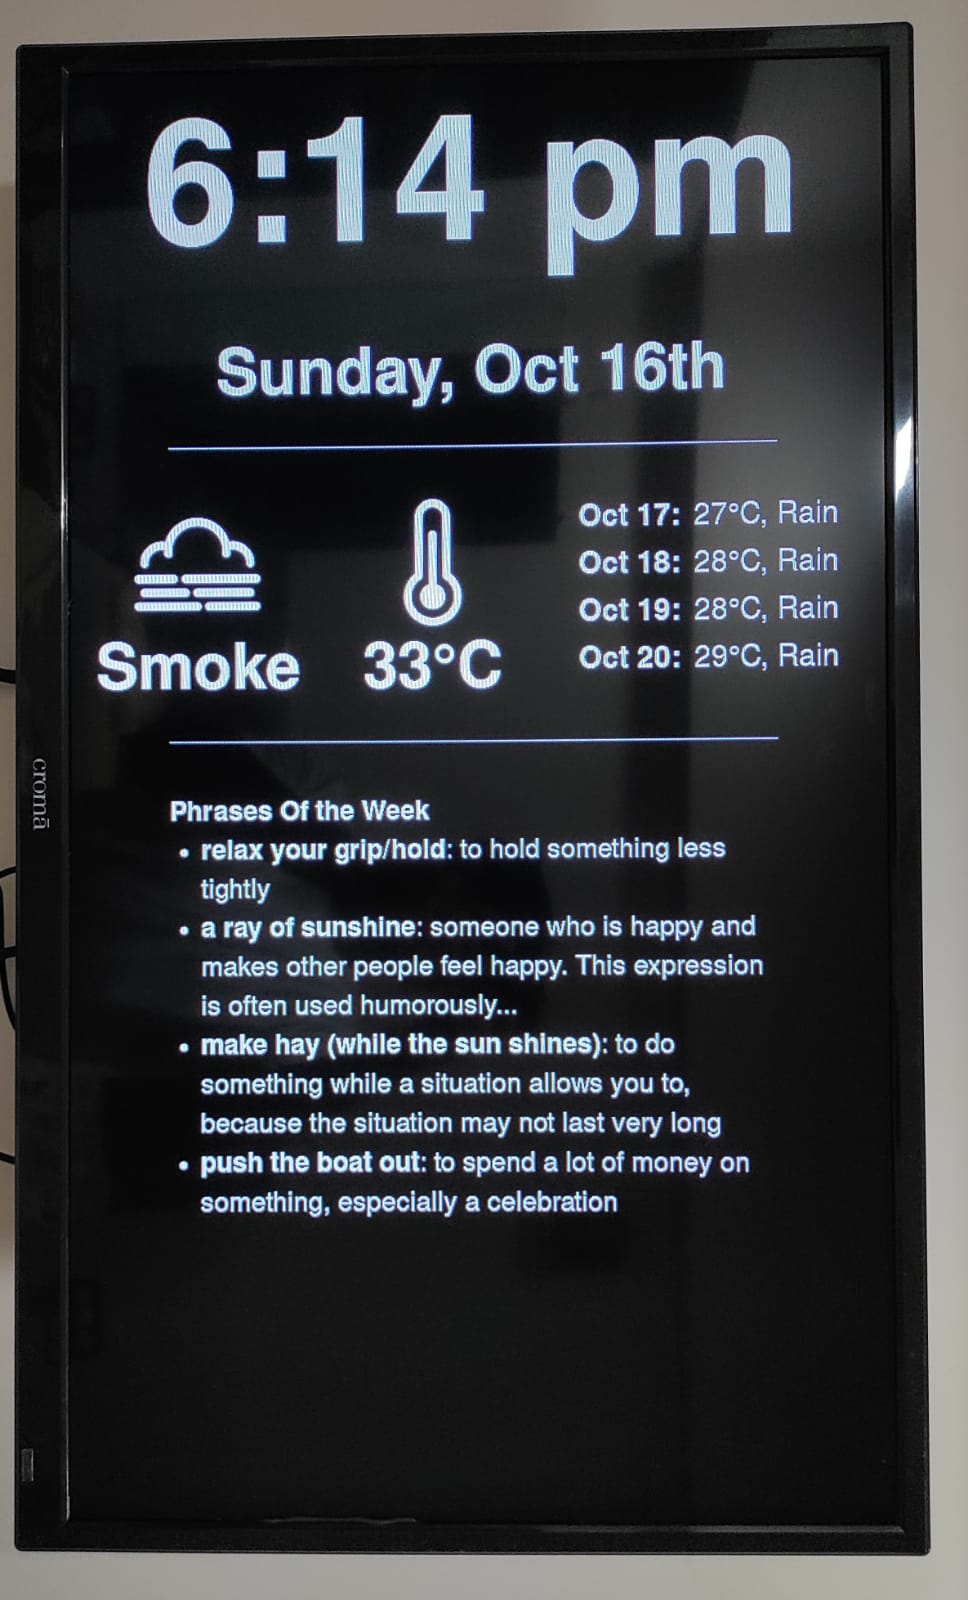 6:14 pm
Sunday, Oct 16th
Smoke
33°C
Oct 17: 27°C, Rain
Oct 18: 28°C, Rain
Oct 19: 28°C, Rain
Oct 20: 29°C, Rain
Phrases Of the Week
• relax your grip/hold: to hold something less
tightly
• a ray of sunshine: someone who is happy and
makes other people feel happy. This expression
is often used humorously...
• make hay (while the sun shines): to do
something while a situation allows you to,
because the situation may not last very long
• push the boat out: to spend a lot of money on
something, especially a celebration
cromā